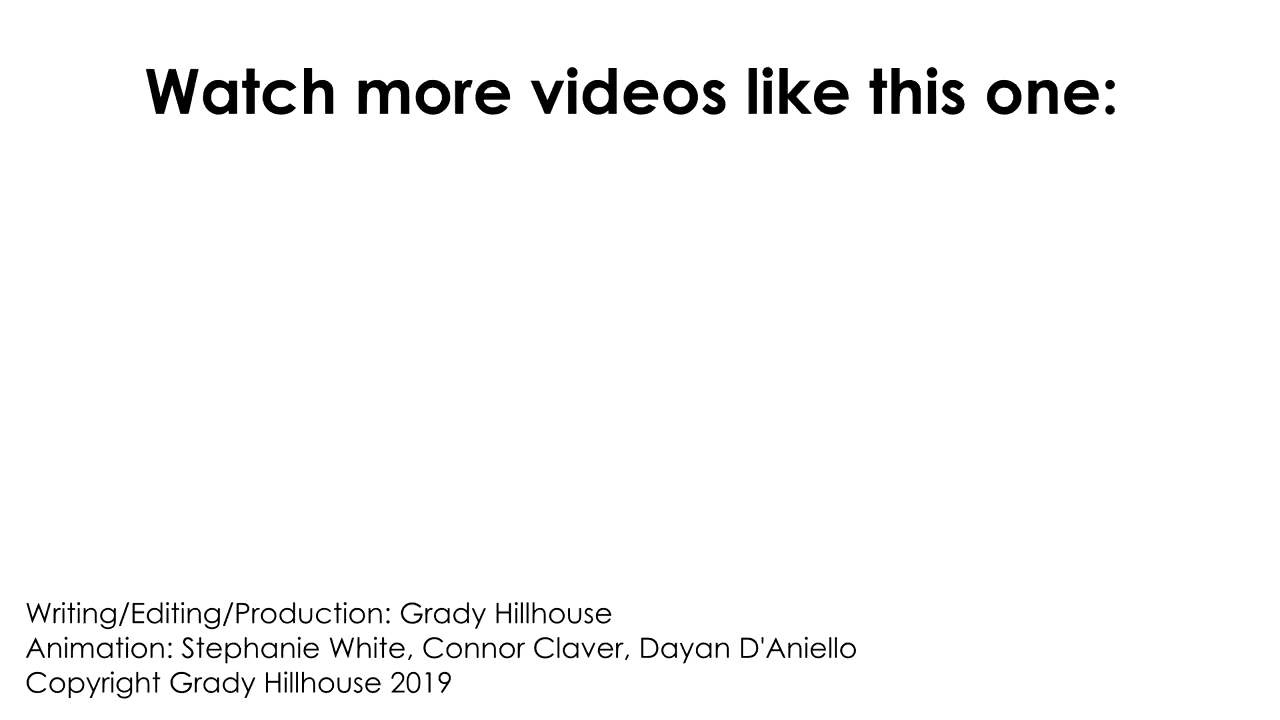 Watch more videos like this one:
Writing/Editing/Production: Grady Hillhouse
Animation: Stephanie White, Connor Claver, Dayan D'Aniello
Copyright Grady Hillhouse 2019